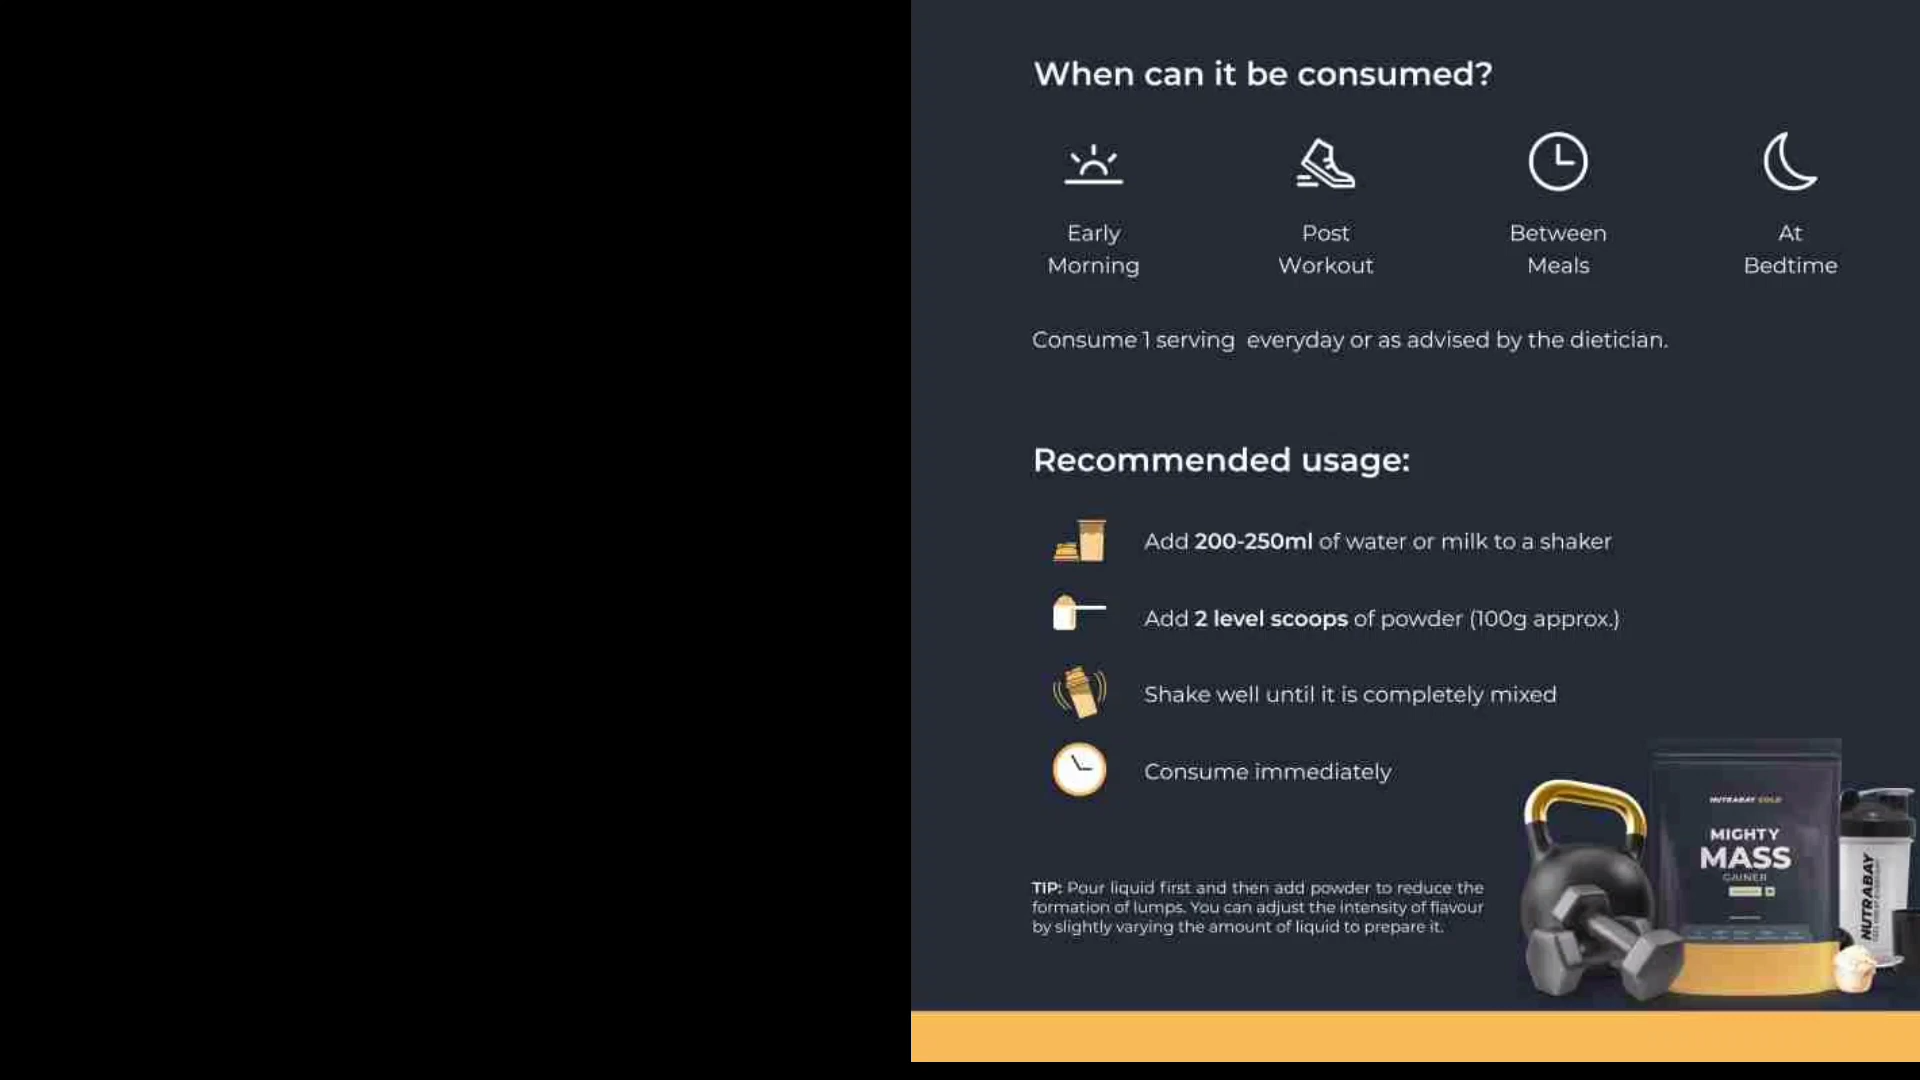 When can it be consumed?
Early
Morning
Post
Workout
Between
Meals
At
Bedtime
Consume 1 serving everyday or as advised by the dietician.
Recommended usage:
Add 200-250ml of water or milk to a shaker
Add 2 level scoops of powder (100g approx.)
Shake well until it is completely mixed
Consume immediately
TIP: Pour liquid first and then add powder to reduce the
formation of lumps. You can adjust the intensity of flavour
by slightly varying the amount of liquid to prepare it.
NUTRABAY GOLD
MIGHTY
MASS
GAINER
NUTRABAY